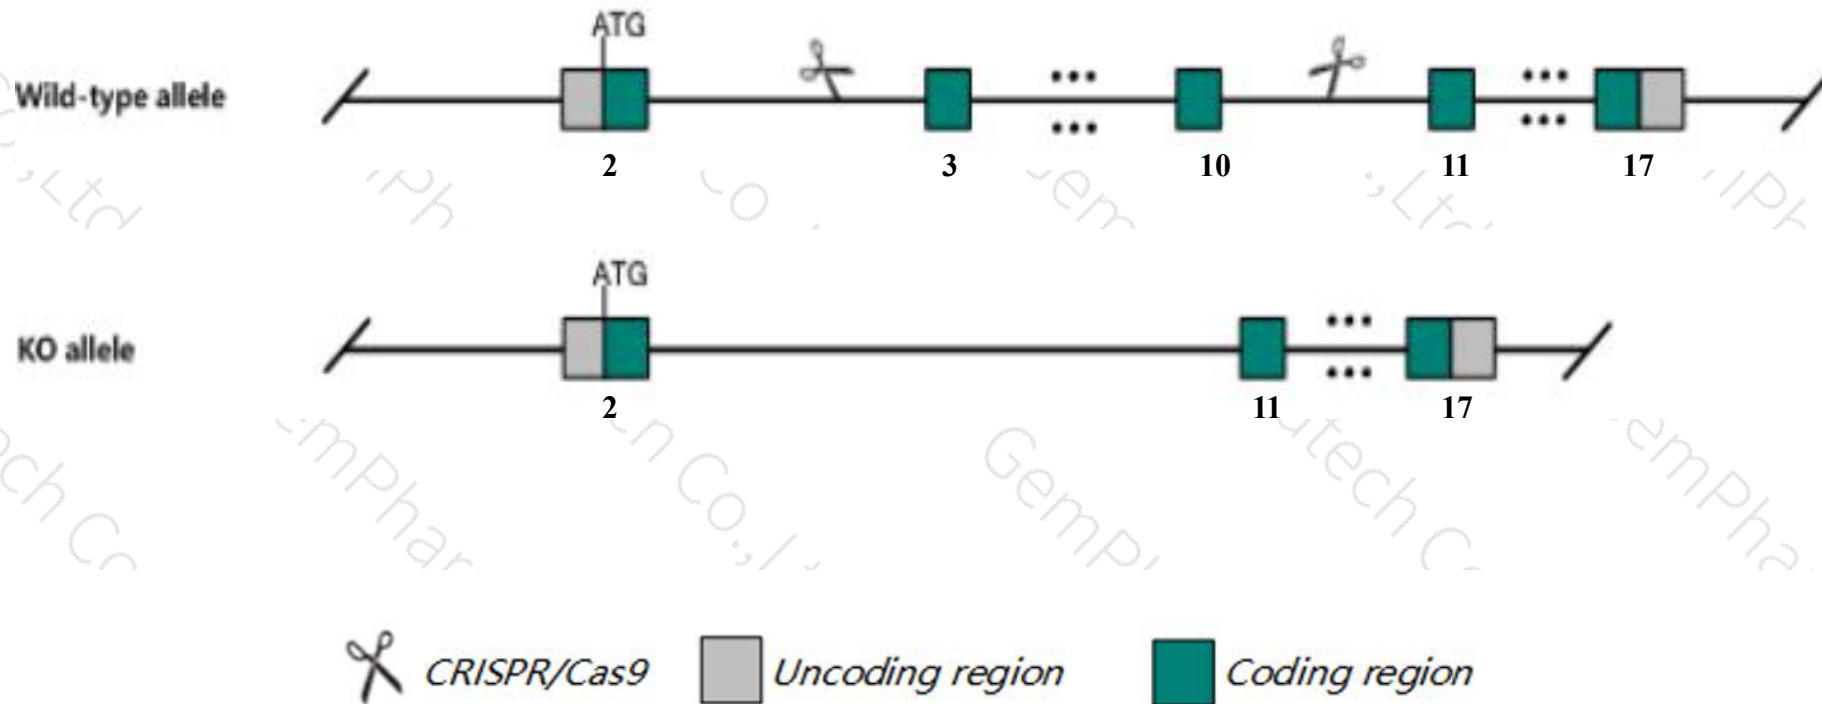 ATG
Wild-type allele
2 3 10 11 17
ATG
KO allele
2 11 17
GemP
CRISPR/Cas9 Uncoding region Coding region